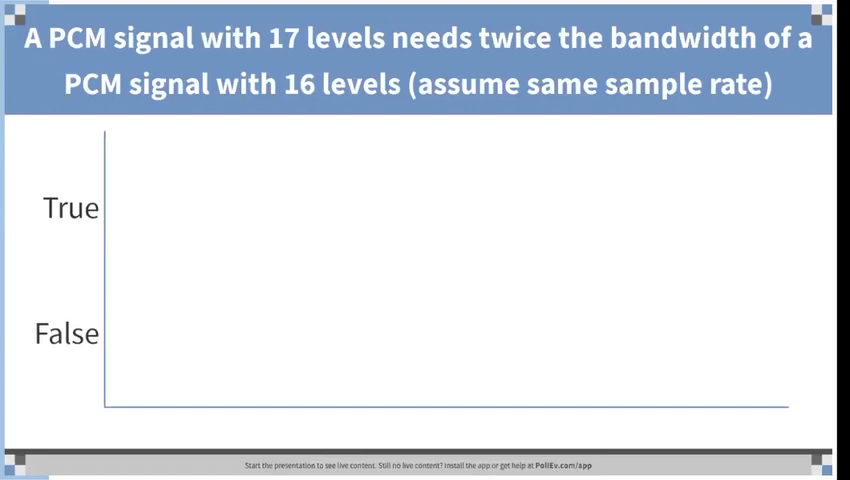 A PCM signal with 17 levels needs twice the bandwidth of a
PCM signal with 16 levels (assume same sample rate)
True
False
Start the presentation to see live content. Still no live content? Install the app or get help at PollEv.com/app